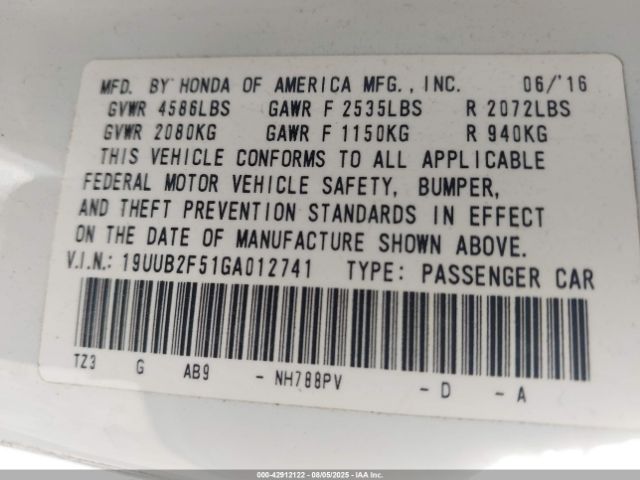 MFD. BY HONDA OF AMERICA MFG., INC. 06/'16
GVWR 4586LBS GAWR F 2535LBS R 2072LBS
GVWR 2080KG GAWR F 1150KG R 940KG
THIS VEHICLE CONFORMS TO ALL APPLICABLE
FEDERAL MOTOR VEHICLE SAFETY, BUMPER,
AND THEFT PREVENTION STANDARDS IN EFFECT
ON THE DATE OF MANUFACTURE SHOWN ABOVE.
V.I.N.: 19UUB2F51GA012741 TYPE: PASSENGER CAR
TZ3 G AB9 - NH788PV - D - A
000-42912122 - 08/05/2025 - IAAI.COM